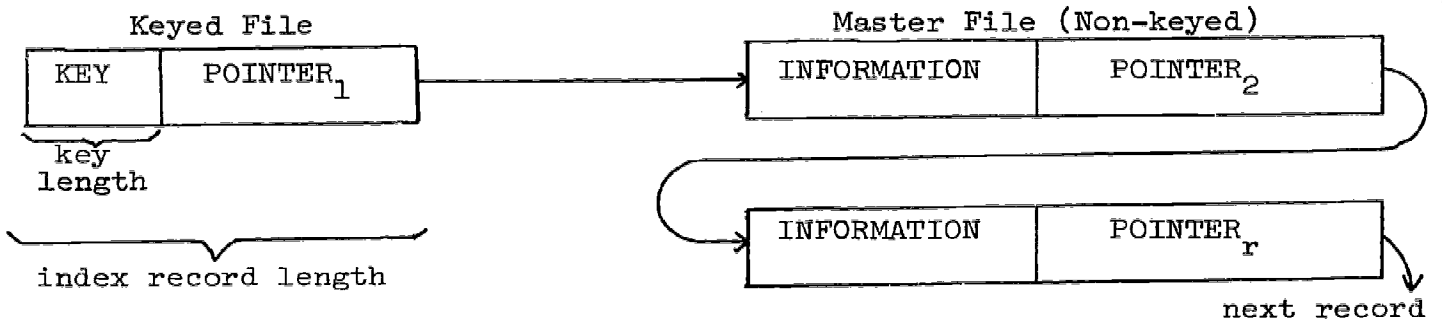 Keyed File
Master File (Non-keyed)
KEY POINTER1
INFORMATION POINTER2
key
length
INFORMATION POINTERr
index record length
next record